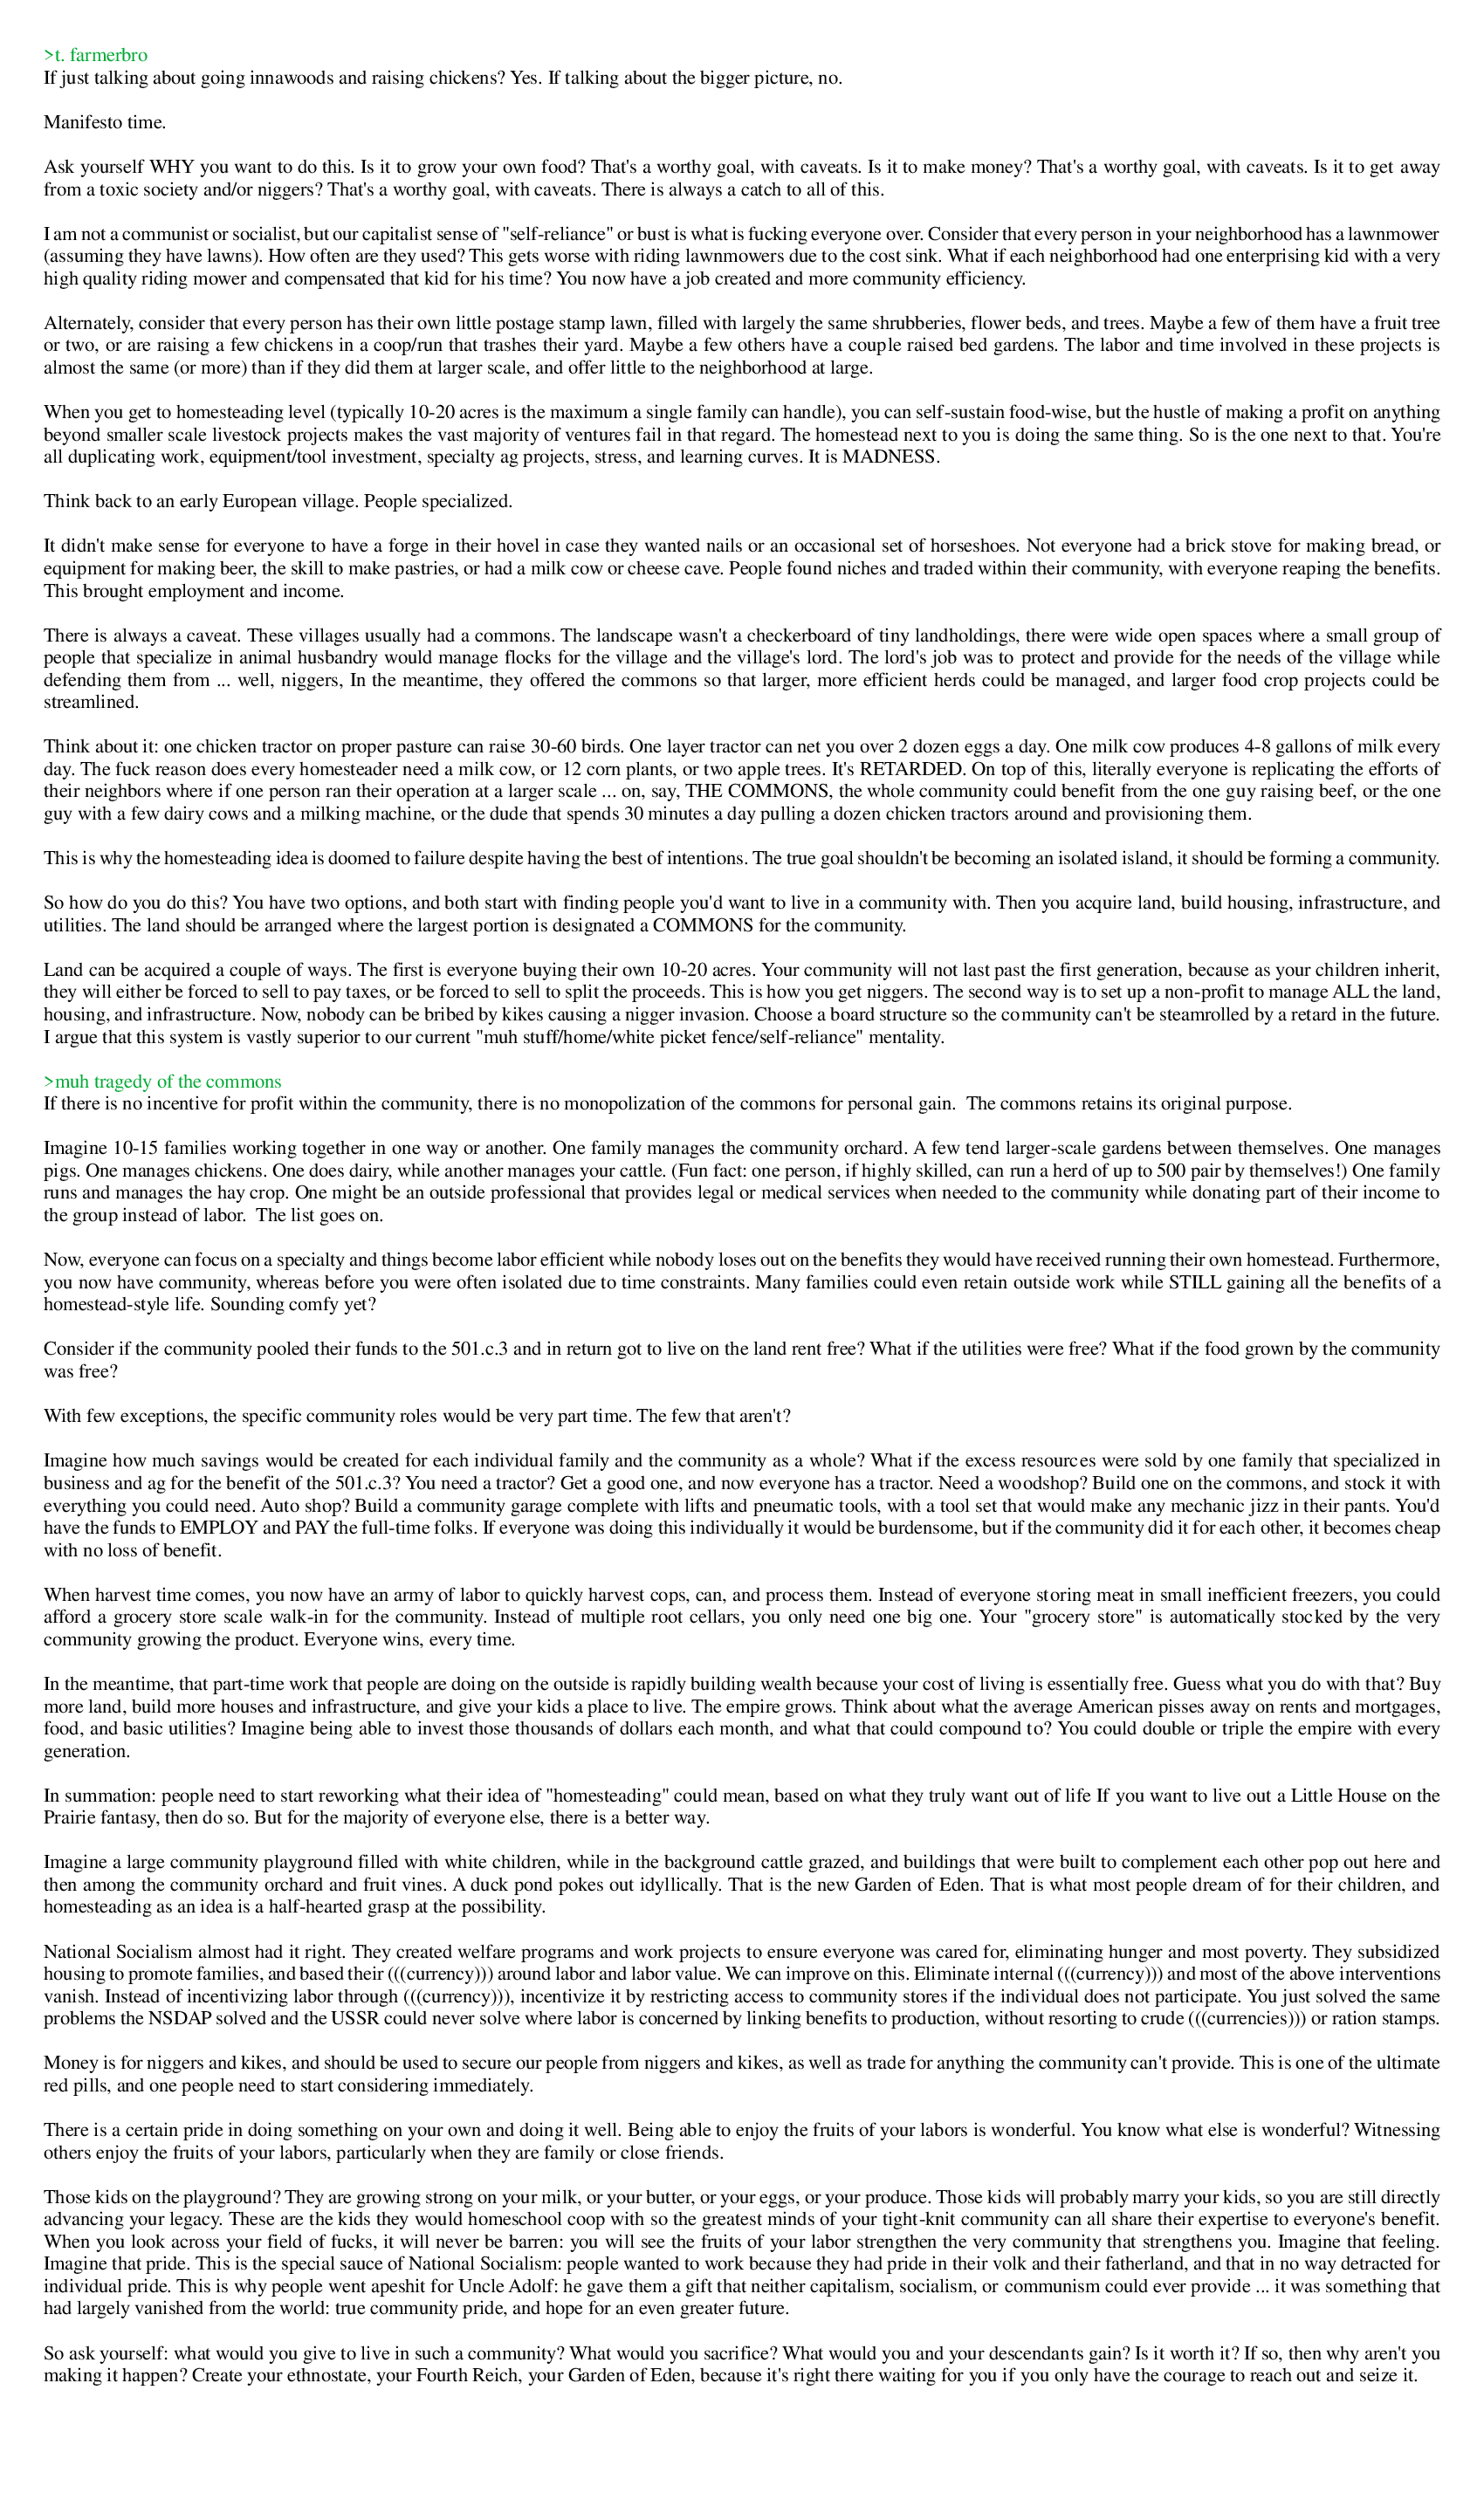 >t. farmerbro
If just talking about going innawoods and raising chickens? Yes. If talking about the bigger picture, no.
Manifesto time.
Ask yourself WHY you want to do this. Is it to grow your own food? That's a worthy goal, with caveats. Is it to make money? That's a worthy goal, with caveats. Is it to get away
from a toxic society and/or niggers? That's a worthy goal, with caveats. There is always a catch to all of this.
I am not a communist or socialist, but our capitalist sense of "self-reliance" or bust is what is fucking everyone over. Consider that every person in your neighborhood has a lawnmower
(assuming they have lawns). How often are they used? This gets worse with riding lawnmowers due to the cost sink. What if each neighborhood had one enterprising kid with a very
high quality riding mower and compensated that kid for his time? You now have a job created and more community efficiency.
Alternately, consider that every person has their own little postage stamp lawn, filled with largely the same shrubberies, flower beds, and trees. Maybe a few of them have a fruit tree
or two, or are raising a few chickens in a coop/run that trashes their yard. Maybe a few others have a couple raised bed gardens. The labor and time involved in these projects is
almost the same (or more) than if they did them at larger scale, and offer little to the neighborhood at large.
When you get to homesteading level (typically 10-20 acres is the maximum a single family can handle), you can self-sustain food-wise, but the hustle of making a profit on anything
beyond smaller scale livestock projects makes the vast majority of ventures fail in that regard. The homestead next to you is doing the same thing. So is the one next to that. You're
all duplicating work, equipment/tool investment, specialty ag projects, stress, and learning curves. It is MADNESS.
Think back to an early European village. People specialized.
It didn't make sense for everyone to have a forge in their hovel in case they wanted nails or an occasional set of horseshoes. Not everyone had a brick stove for making bread, or
equipment for making beer, the skill to make pastries, or had a milk cow or cheese cave. People found niches and traded within their community, with everyone reaping the benefits.
This brought employment and income.
There is always a caveat. These villages usually had a commons. The landscape wasn't a checkerboard of tiny landholdings, there were wide open spaces where a small group of
people that specialize in animal husbandry would manage flocks for the village and the village's lord. The lord's job was to protect and provide for the needs of the village while
defending them from ... well, niggers, In the meantime, they offered the commons so that larger, more efficient herds could be managed, and larger food crop projects could be
streamlined.
Think about it: one chicken tractor on proper pasture can raise 30-60 birds. One layer tractor can net you over 2 dozen eggs a day. One milk cow produces 4-8 gallons of milk every
day. The fuck reason does every homesteader need a milk cow, or 12 corn plants, or two apple trees. It's RETARDED. On top of this, literally everyone is replicating the efforts of
their neighbors where if one person ran their operation at a larger scale ... on, say, THE COMMONS, the whole community could benefit from the one guy raising beef, or the one
guy with a few dairy cows and a milking machine, or the dude that spends 30 minutes a day pulling a dozen chicken tractors around and provisioning them.
This is why the homesteading idea is doomed to failure despite having the best of intentions. The true goal shouldn't be becoming an isolated island, it should be forming a community.
So how do you do this? You have two options, and both start with finding people you'd want to live in a community with. Then you acquire land, build housing, infrastructure, and
utilities. The land should be arranged where the largest portion is designated a COMMONS for the community.
Land can be acquired a couple of ways. The first is everyone buying their own 10-20 acres. Your community will not last past the first generation, because as your children inherit,
they will either be forced to sell to pay taxes, or be forced to sell to split the proceeds. This is how you get niggers. The second way is to set up a non-profit to manage ALL the land,
housing, and infrastructure. Now, nobody can be bribed by kikes causing a nigger invasion. Choose a board structure so the community can't be steamrolled by a retard in the future.
I argue that this system is vastly superior to our current "muh stuff/home/white picket fence/self-reliance" mentality.
>muh tragedy of the commons
If there is no incentive for profit within the community, there is no monopolization of the commons for personal gain.  The commons retains its original purpose.
Imagine 10-15 families working together in one way or another. One family manages the community orchard. A few tend larger-scale gardens between themselves. One manages
pigs. One manages chickens. One does dairy, while another manages your cattle. (Fun fact: one person, if highly skilled, can run a herd of up to 500 pair by themselves!) One family
runs and manages the hay crop. One might be an outside professional that provides legal or medical services when needed to the community while donating part of their income to
the group instead of labor.  The list goes on.
Now, everyone can focus on a specialty and things become labor efficient while nobody loses out on the benefits they would have received running their own homestead. Furthermore,
you now have community, whereas before you were often isolated due to time constraints. Many families could even retain outside work while STILL gaining all the benefits of a
homestead-style life. Sounding comfy yet?
Consider if the community pooled their funds to the 501.c.3 and in return got to live on the land rent free? What if the utilities were free? What if the food grown by the community
was free?
With few exceptions, the specific community roles would be very part time. The few that aren't?
Imagine how much savings would be created for each individual family and the community as a whole? What if the excess resources were sold by one family that specialized in
business and ag for the benefit of the 501.c.3? You need a tractor? Get a good one, and now everyone has a tractor. Need a woodshop? Build one on the commons, and stock it with
everything you could need. Auto shop? Build a community garage complete with lifts and pneumatic tools, with a tool set that would make any mechanic jizz in their pants. You'd
have the funds to EMPLOY and PAY the full-time folks. If everyone was doing this individually it would be burdensome, but if the community did it for each other, it becomes cheap
with no loss of benefit.
When harvest time comes, you now have an army of labor to quickly harvest cops, can, and process them. Instead of everyone storing meat in small inefficient freezers, you could
afford a grocery store scale walk-in for the community. Instead of multiple root cellars, you only need one big one. Your "grocery store" is automatically stocked by the very
community growing the product. Everyone wins, every time.
In the meantime, that part-time work that people are doing on the outside is rapidly building wealth because your cost of living is essentially free. Guess what you do with that? Buy
more land, build more houses and infrastructure, and give your kids a place to live. The empire grows. Think about what the average American pisses away on rents and mortgages,
food, and basic utilities? Imagine being able to invest those thousands of dollars each month, and what that could compound to? You could double or triple the empire with every
generation.
In summation: people need to start reworking what their idea of "homesteading" could mean, based on what they truly want out of life If you want to live out a Little House on the
Prairie fantasy, then do so. But for the majority of everyone else, there is a better way.
Imagine a large community playground filled with white children, while in the background cattle grazed, and buildings that were built to complement each other pop out here and
then among the community orchard and fruit vines. A duck pond pokes out idyllically. That is the new Garden of Eden. That is what most people dream of for their children, and
homesteading as an idea is a half-hearted grasp at the possibility.
National Socialism almost had it right. They created welfare programs and work projects to ensure everyone was cared for, eliminating hunger and most poverty. They subsidized
housing to promote families, and based their (((currency))) around labor and labor value. We can improve on this. Eliminate internal (((currency))) and most of the above interventions
vanish. Instead of incentivizing labor through (((currency))), incentivize it by restricting access to community stores if the individual does not participate. You just solved the same
problems the NSDAP solved and the USSR could never solve where labor is concerned by linking benefits to production, without resorting to crude (((currencies))) or ration stamps.
Money is for niggers and kikes, and should be used to secure our people from niggers and kikes, as well as trade for anything the community can't provide. This is one of the ultimate
red pills, and one people need to start considering immediately.
There is a certain pride in doing something on your own and doing it well. Being able to enjoy the fruits of your labors is wonderful. You know what else is wonderful? Witnessing
others enjoy the fruits of your labors, particularly when they are family or close friends.
Those kids on the playground? They are growing strong on your milk, or your butter, or your eggs, or your produce. Those kids will probably marry your kids, so you are still directly
advancing your legacy. These are the kids they would homeschool coop with so the greatest minds of your tight-knit community can all share their expertise to everyone's benefit.
When you look across your field of fucks, it will never be barren: you will see the fruits of your labor strengthen the very community that strengthens you. Imagine that feeling.
Imagine that pride. This is the special sauce of National Socialism: people wanted to work because they had pride in their volk and their fatherland, and that in no way detracted for
individual pride. This is why people went apeshit for Uncle Adolf: he gave them a gift that neither capitalism, socialism, or communism could ever provide ... it was something that
had largely vanished from the world: true community pride, and hope for an even greater future.
So ask yourself: what would you give to live in such a community? What would you sacrifice? What would you and your descendants gain? Is it worth it? If so, then why aren't you
making it happen? Create your ethnostate, your Fourth Reich, your Garden of Eden, because it's right there waiting for you if you only have the courage to reach out and seize it.